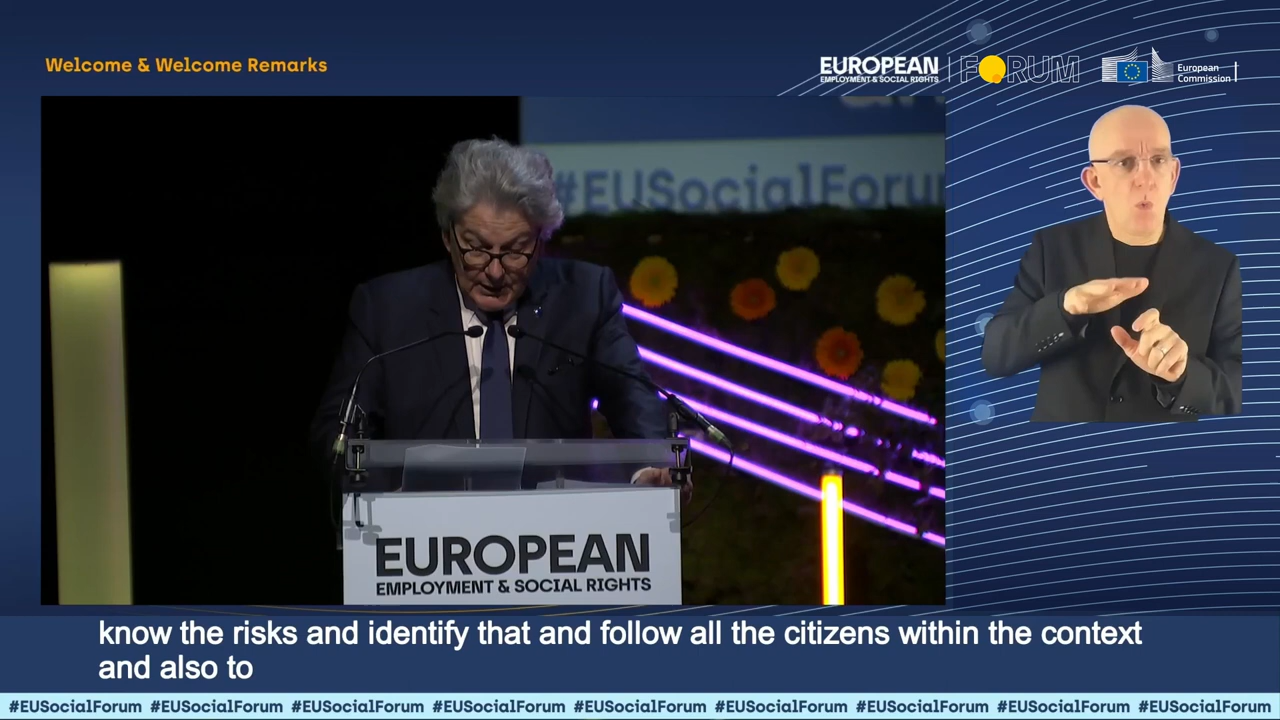 Welcome & Welcome Remarks
EUROPEAN
EMPLOYMENT & SOCIAL RIGHTS
FORUM
European
Commission
#EUSocialForu
EUROPEAN
EMPLOYMENT & SOCIAL RIGHTS
know the risks and identify that and follow all the citizens within the context
and also to
#EUSocialForum #EUSocialForum #EUSocialForum #EUSocialForum #EUSocialForum #EUSocialForum #EUSocialForum #EUSocialForum #EUSocialForum